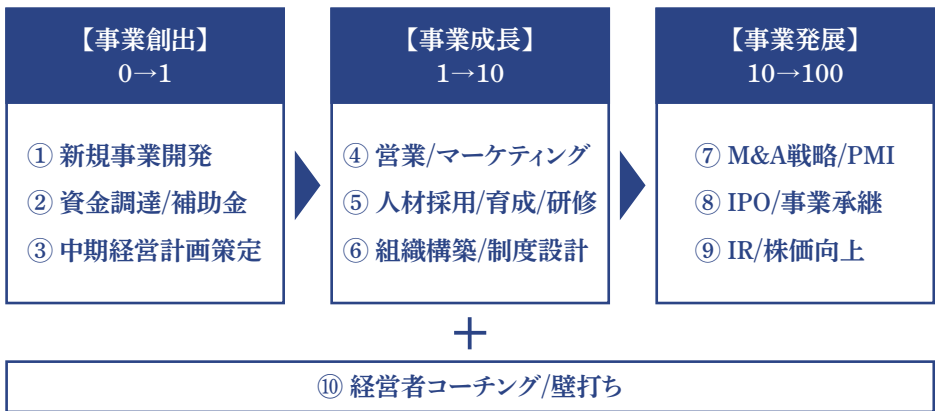 【事業創出】
0→1
① 新規事業開発
② 資金調達/補助金
③ 中期経営計画策定
【事業成長】
1→10
④ 営業/マーケティング
⑤ 人材採用/育成/研修
⑥ 組織構築/制度設計
【事業発展】
10→100
⑦ M&A戦略/PMI
⑧ IPO/事業承継
⑨ IR/株価向上
＋
⑩ 経営者コーチング/壁打ち